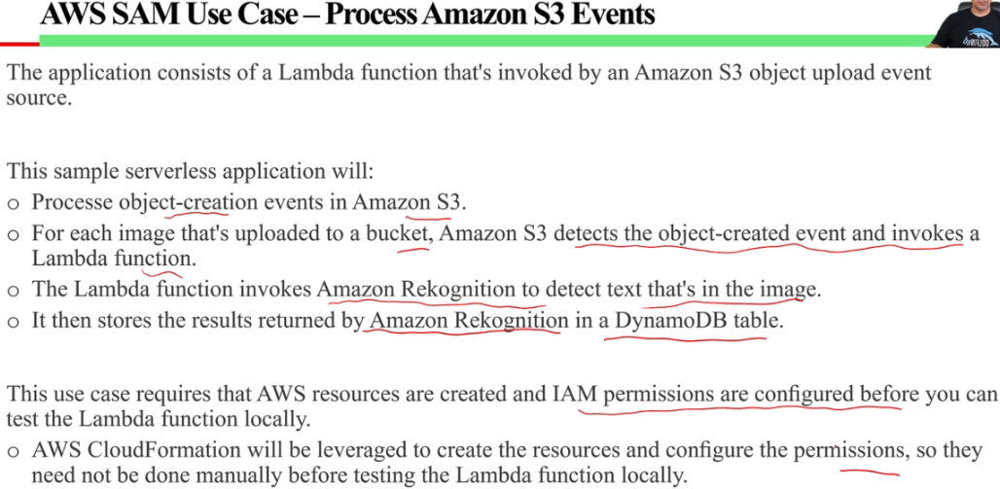 AWS SAM Use Case – Process Amazon S3 Events
The application consists of a Lambda function that's invoked by an Amazon S3 object upload event
source.
This sample serverless application will:
o Processe object-creation events in Amazon S3.
o For each image that's uploaded to a bucket, Amazon S3 detects the object-created event and invokes a
Lambda function.
o The Lambda function invokes Amazon Rekognition to detect text that's in the image.
o It then stores the results returned by Amazon Rekognition in a DynamoDB table.
This use case requires that AWS resources are created and IAM permissions are configured before you can
test the Lambda function locally.
o AWS CloudFormation will be leveraged to create the resources and configure the permissions, so they
need not be done manually before testing the Lambda function locally.